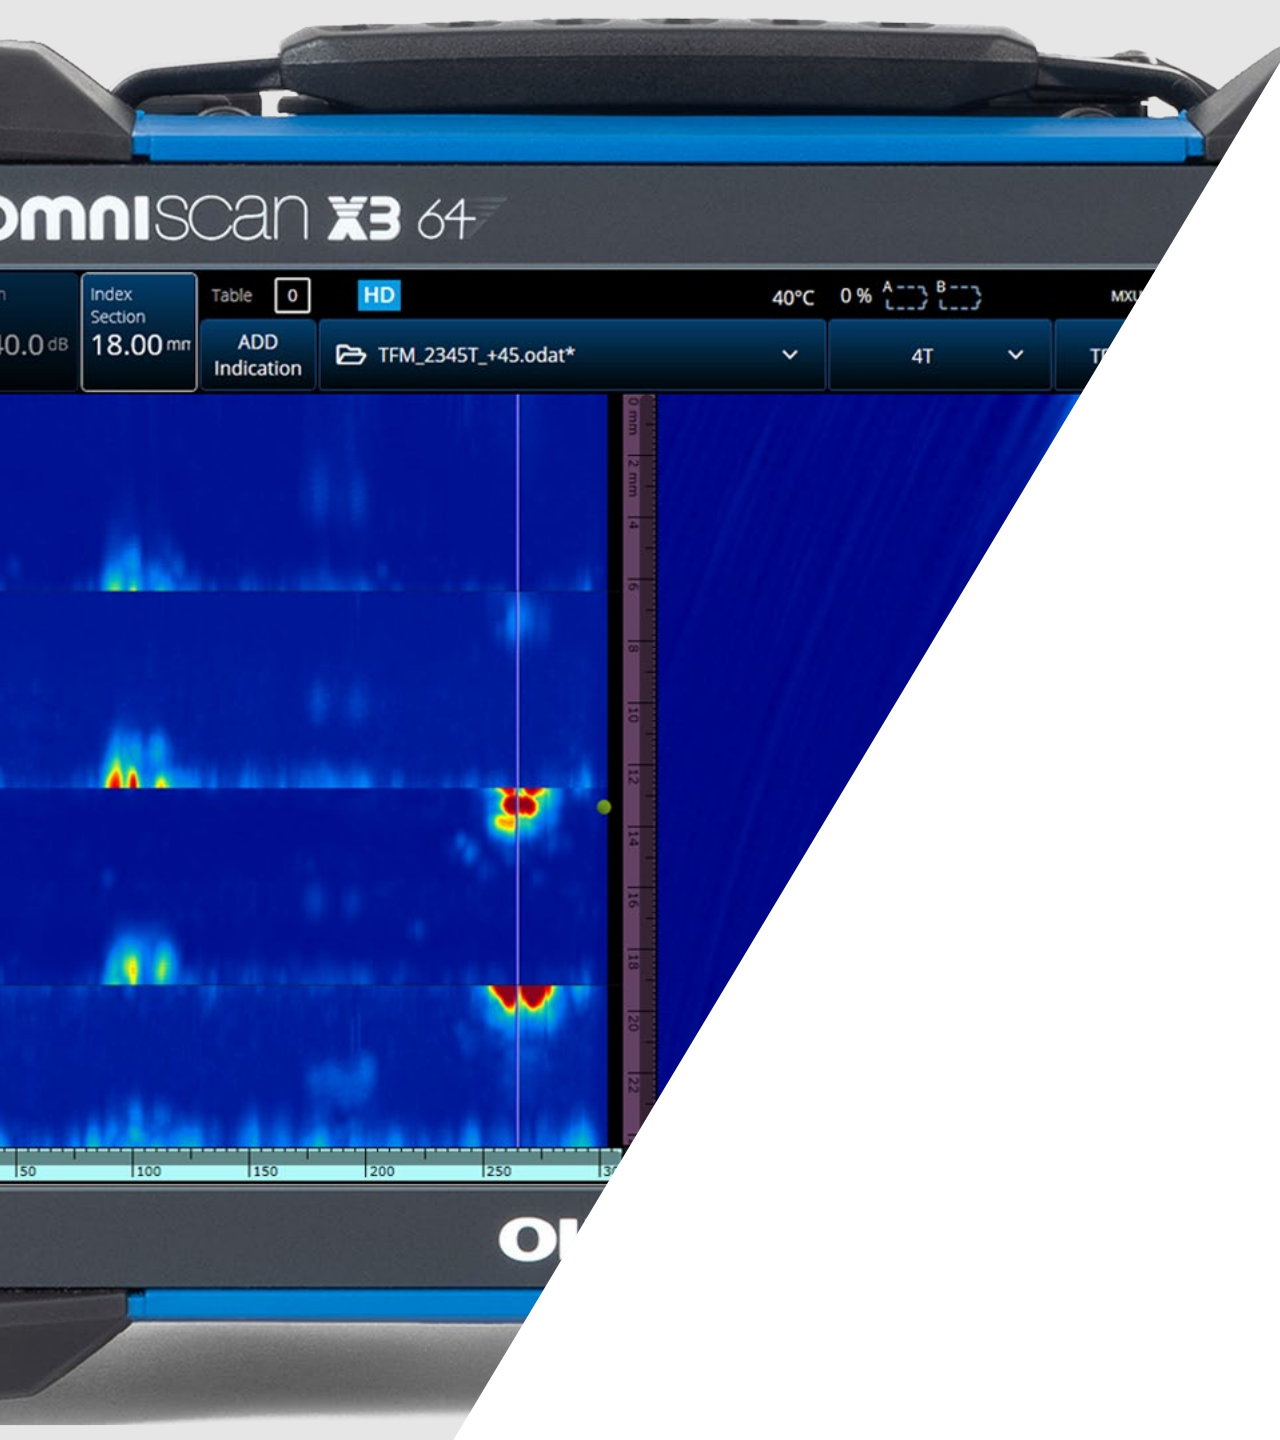 omniscan X3 64
Index
Section
18.00 mm
40.0 dB
Table 0
HD
40°C 0 % A B
ADD
Indication
TFM_2345T_+45.odat*
4T
0 mm
2 mm
4
6
8
10
12
14
16
18
20
22
50 100 150 200 250